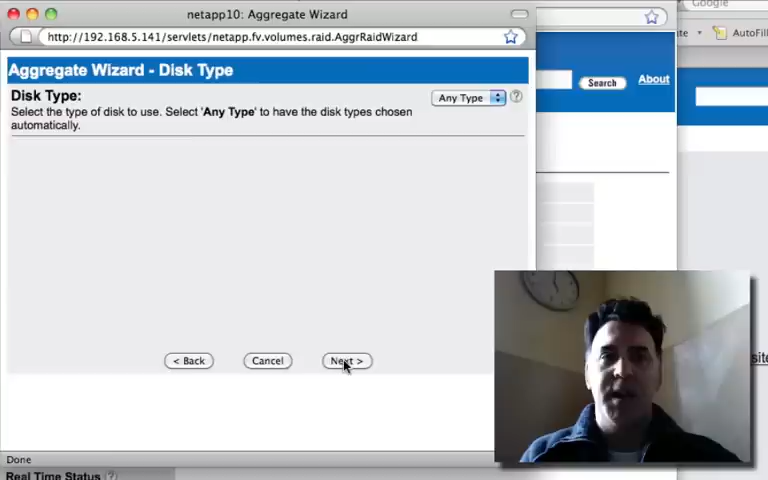 netapp10: Aggregate Wizard
http://192.168.5.141/servlets/netapp.fv.volumes.raid.AggrRaidWizard
Google
AutoFill
Aggregate Wizard - Disk Type
Search
About
Disk Type:
Any Type
?
Select the type of disk to use. Select 'Any Type' to have the disk types chosen
automatically.
< Back
Cancel
Next >
Done
Real Time Status ?